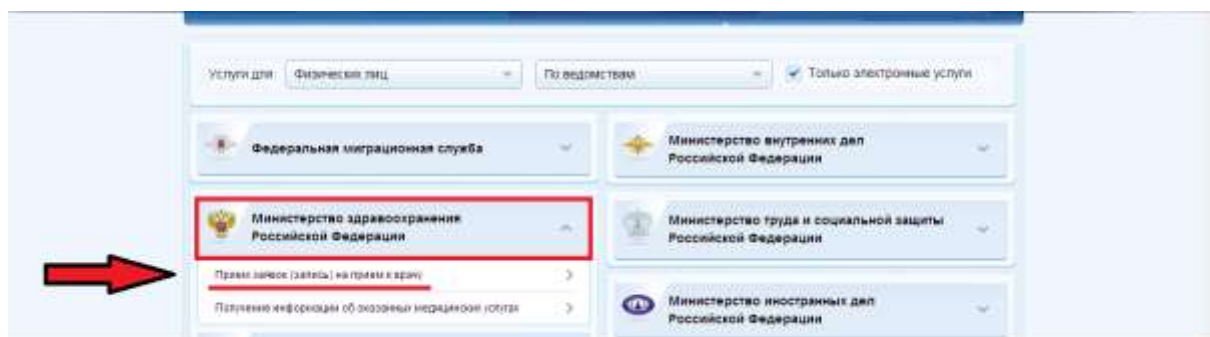 Услуги для Физических лиц По ведомствам Только электронные услуги
Федеральная миграционная служба
Министерство внутренних дел
Российской Федерации
Министерство здравоохранения
Российской Федерации
Прием заявок (запись) на прием к врачу
Получение информации об оказанных медицинских услугах
Министерство труда и социальной защиты
Российской Федерации
Министерство иностранных дел
Российской Федерации